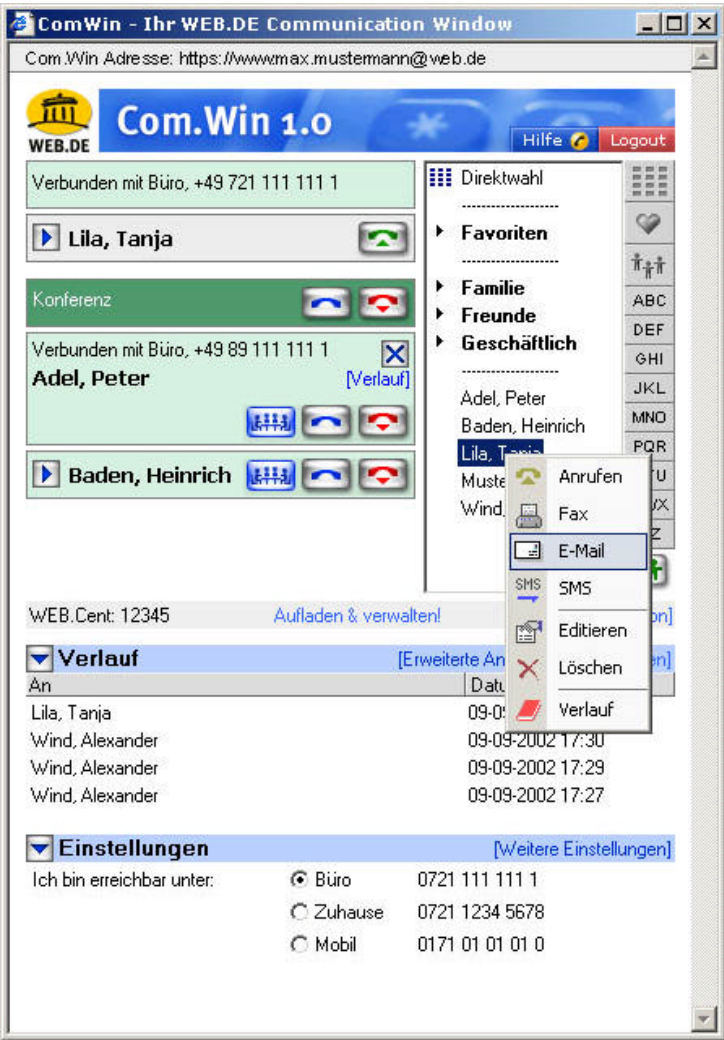 ComWin - Ihr WEB.DE Communication Window
Com.Win Adresse: https://www.max.mustermann@web.de
WEB.DE
Com.Win 1.0
Hilfe
Logout
Verbunden mit Büro, +49 721 111 111 1
Lila, Tanja
Konferenz
Verbunden mit Büro, +49 89 111 111 1
Adel, Peter
[Verlauf]
Baden, Heinrich
Direktwahl
Favoriten
Familie
Freunde
Geschäftlich
Adel, Peter
Baden, Heinrich
Lila,
Wind,
ABC
DEF
GHI
JKL
MNO
PQR
Anrufen
Fax
E-Mail
SMS SMS
Editieren
Löschen
Verlauf
WEB.Cent: 12345 Aufladen & verwalten!
Verlauf [Erweiterte
An
Lila, Tanja
Wind, Alexander 09-09-2002 17:30
Wind, Alexander 09-09-2002 17:29
Wind, Alexander 09-09-2002 17:27
Einstellungen [Weitere Einstellungen]
Ich bin erreichbar unter: Büro 0721 111 111 1
Zuhause 0721 1234 5678
Mobil 0171 01 01 01 0